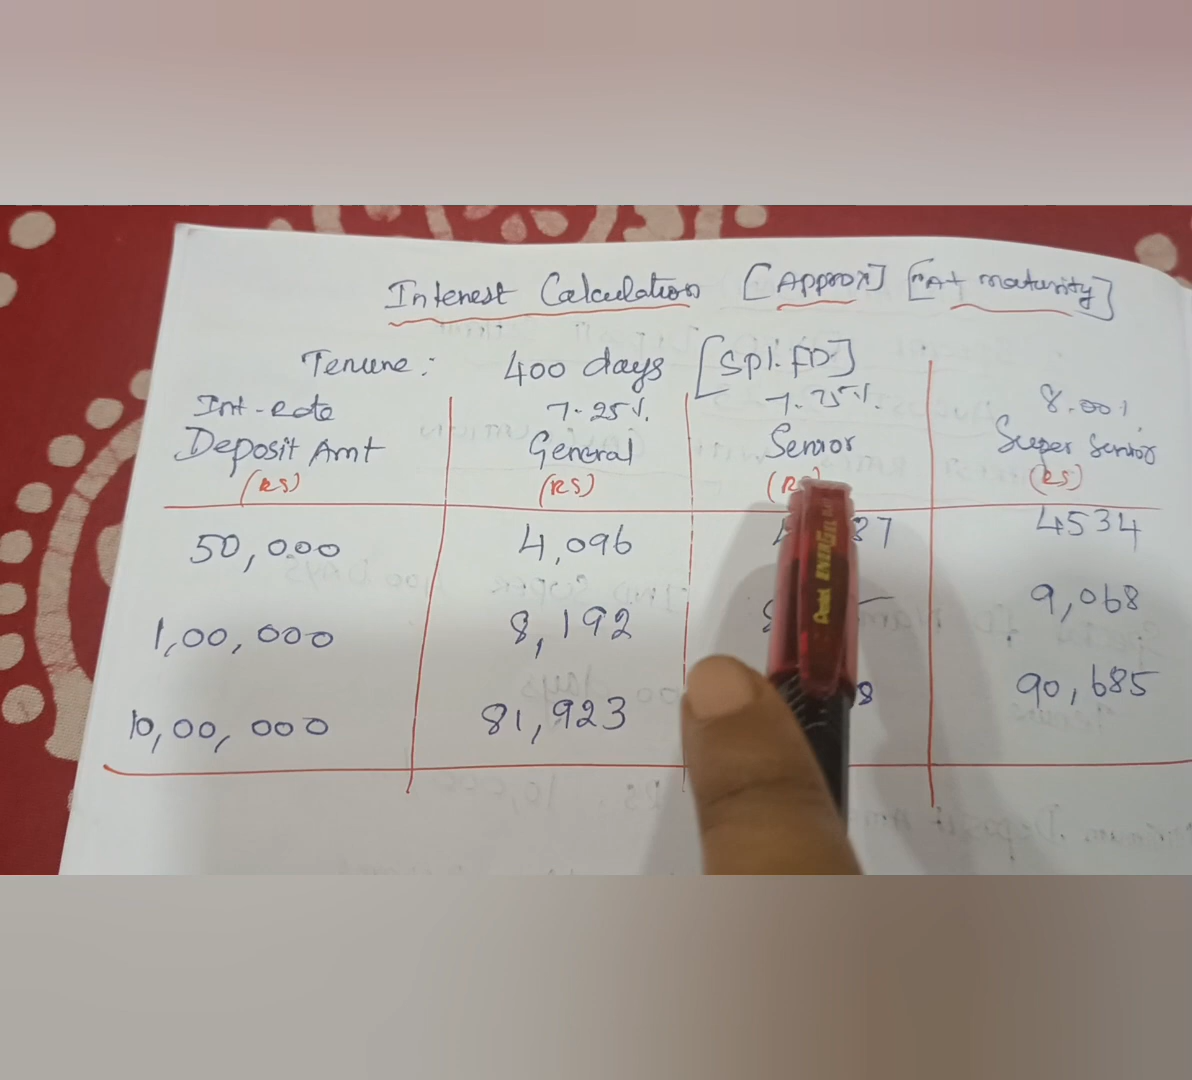 Interest Calculation [Approx] [At maturity]
Tenure : 400 days [Spl. FD]
Int-Rate 7.25% 7.75% 8.00%
Deposit Amt General Senior Super Senior
(RS) (RS) (RS)
50,000 4,096 4534
1,00,000 8,192 9,068
10,00,000 81,923 90,685
Pentel ENERGEL